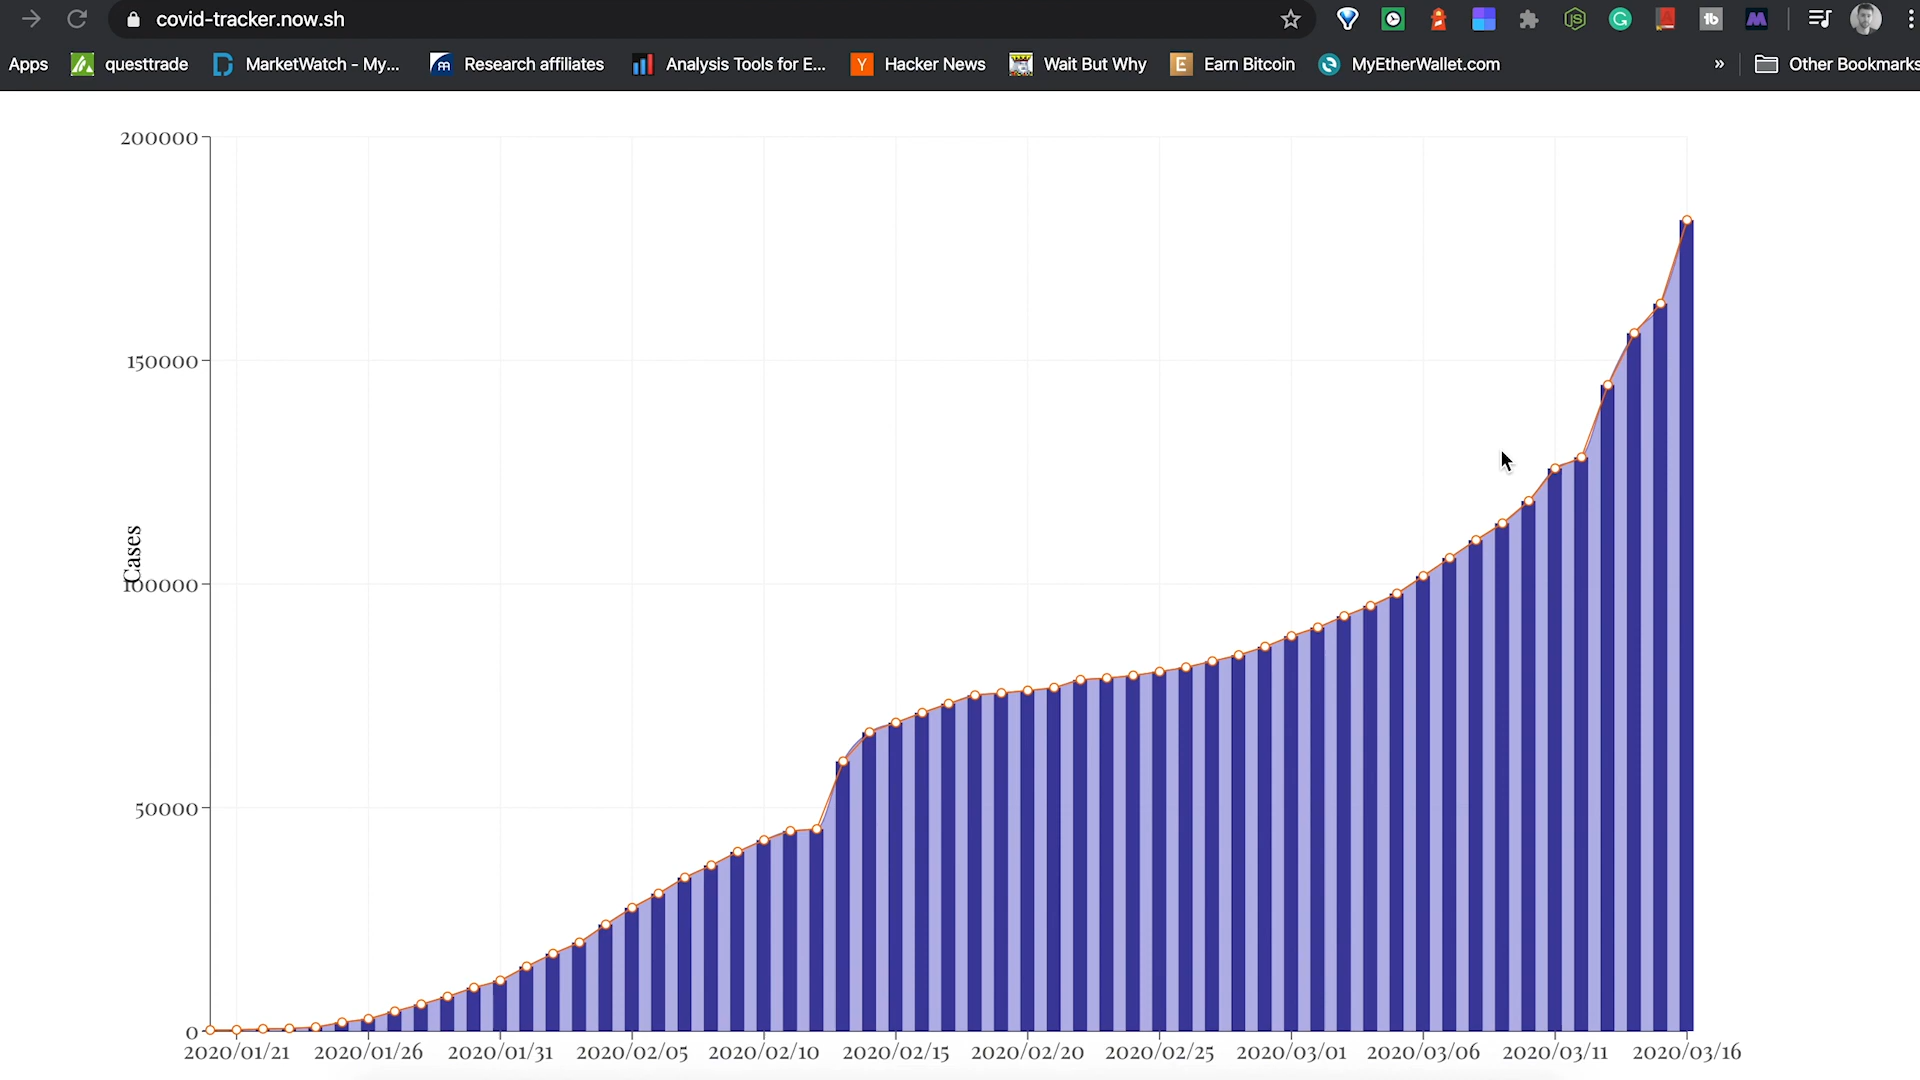 covid-tracker.now.sh
JS G A tb M
Apps questtrade MarketWatch - My... Research affiliates Analysis Tools for E... Y Hacker News Wait But Why E Earn Bitcoin MyEtherWallet.com » Other Bookmarks
200000
150000
Cases
100000
50000
0
2020/01/21 2020/01/26 2020/01/31 2020/02/05 2020/02/10 2020/02/15 2020/02/20 2020/02/25 2020/03/01 2020/03/06 2020/03/11 2020/03/16